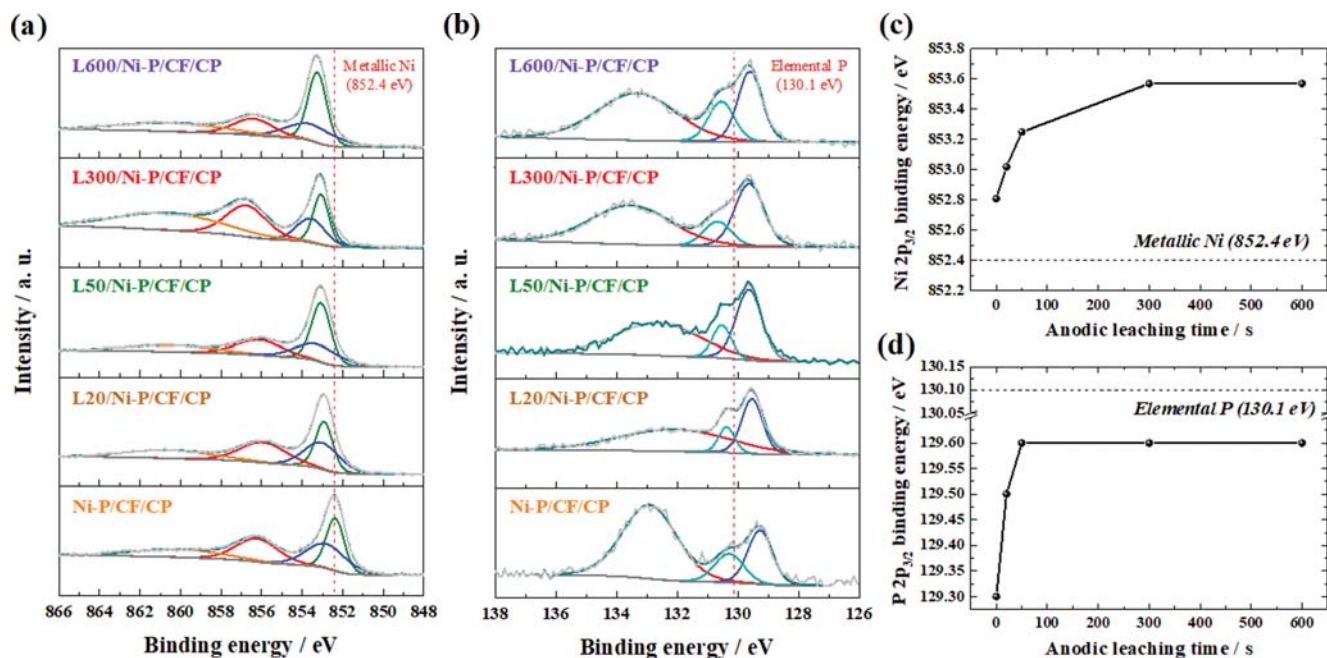 (a)
Intensity / a. u.
L600/Ni-P/CF/CP
Metallic Ni
(852.4 eV)
L300/Ni-P/CF/CP
L50/Ni-P/CF/CP
L20/Ni-P/CF/CP
Ni-P/CF/CP
866 864 862 860 858 856 854 852 850 848
Binding energy / eV
(b)
Intensity / a. u.
L600/Ni-P/CF/CP
Elemental P
(130.1 eV)
L300/Ni-P/CF/CP
L50/Ni-P/CF/CP
L20/Ni-P/CF/CP
Ni-P/CF/CP
138 136 134 132 130 128 126
Binding energy / eV
(c)
Ni 2p3/2 binding energy / eV
853.8
853.6
853.4
853.2
853.0
852.8
852.6
852.4
852.2
Metallic Ni (852.4 eV)
0 100 200 300 400 500 600
Anodic leaching time / s
(d)
P 2p3/2 binding energy / eV
130.15
130.10
130.05
129.60
129.55
129.50
129.45
129.40
129.35
129.30
Elemental P (130.1 eV)
0 100 200 300 400 500 600
Anodic leaching time / s